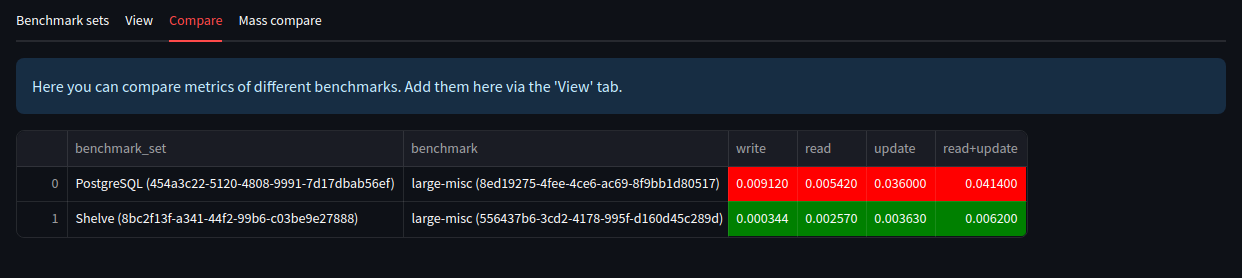 Benchmark sets View Compare Mass compare
Here you can compare metrics of different benchmarks. Add them here via the 'View' tab.
benchmark_set benchmark write read update read+update
0 PostgreSQL (454a3c22-5120-4808-9991-7d17dbab56ef) large-misc (8ed19275-4fee-4ce6-ac69-8f9bb1d80517) 0.009120 0.005420 0.036000 0.041400
1 Shelve (8bc2f13f-a341-44f2-99b6-c03be9e27888) large-misc (556437b6-3cd2-4178-995f-d160d45c289d) 0.000344 0.002570 0.003630 0.006200